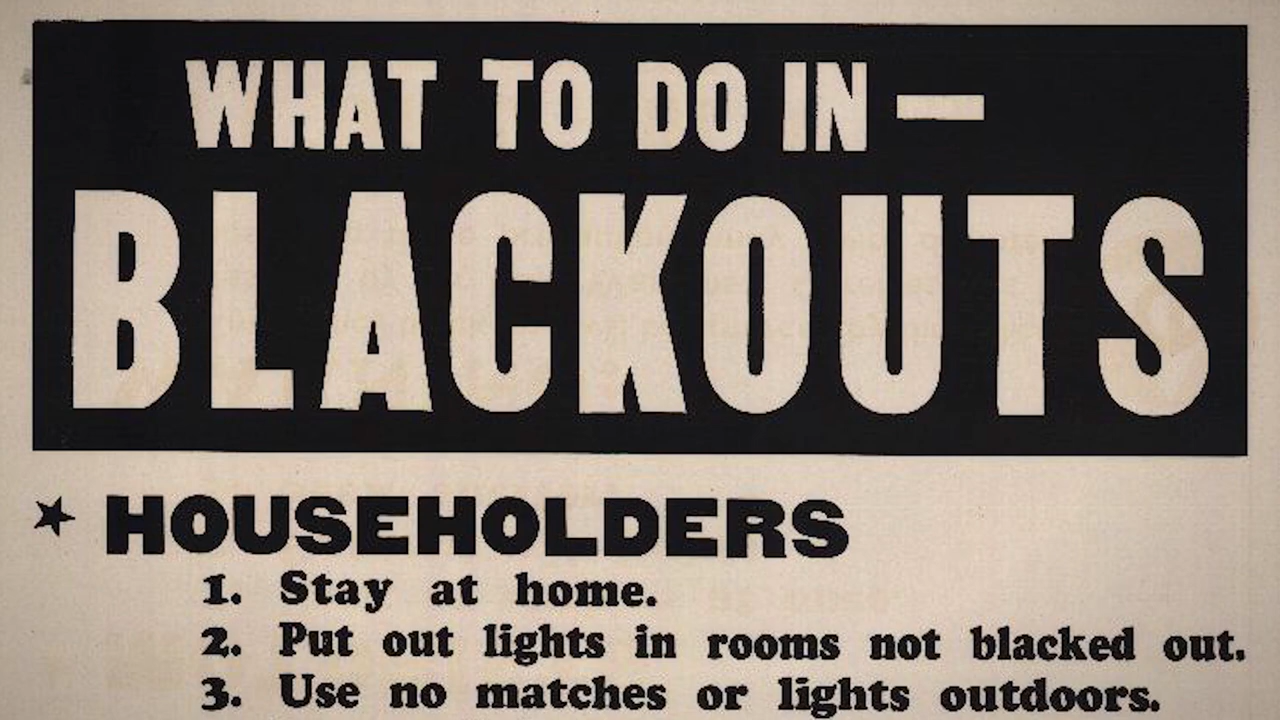 WHAT TO DO IN —
BLACKOUTS
★ HOUSEHOLDERS
1. Stay at home.
2. Put out lights in rooms not blacked out.
3. Use no matches or lights outdoors.